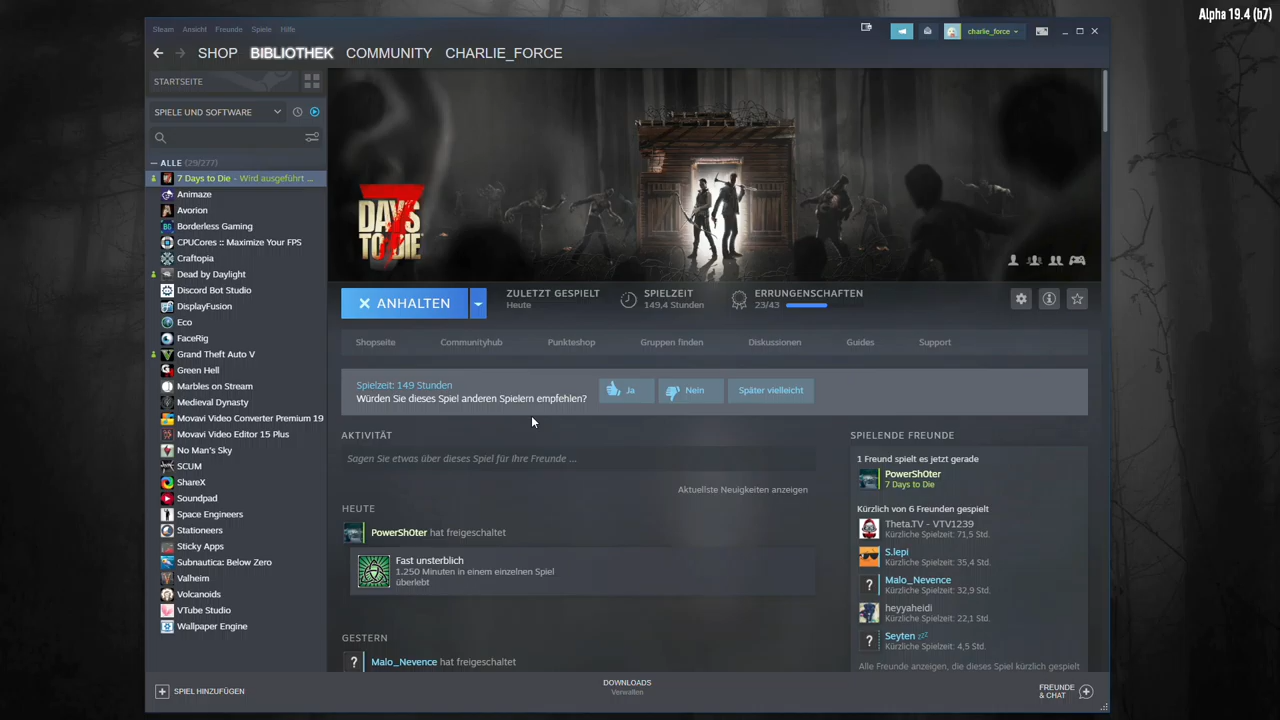 Alpha 19.4 (b7)
Steam Ansicht Freunde Spiele Hilfe
charlie_force
SHOP BIBLIOTHEK COMMUNITY CHARLIE_FORCE
STARTSEITE
SPIELE UND SOFTWARE
ALLE (29/277)
7 Days to Die - Wird ausgeführt ...
Animaze
Avorion
Borderless Gaming
CPUCores :: Maximize Your FPS
Craftopia
Dead by Daylight
Discord Bot Studio
DisplayFusion
Eco
FaceRig
Grand Theft Auto V
Green Hell
Marbles on Stream
Medieval Dynasty
Movavi Video Converter Premium 19
Movavi Video Editor 15 Plus
No Man's Sky
SCUM
ShareX
Soundpad
Space Engineers
Stationeers
Sticky Apps
Subnautica: Below Zero
Valheim
Volcanoids
VTube Studio
Wallpaper Engine
SPIEL HINZUFÜGEN
7
DAYS
TO DIE
ANHALTEN
ZULETZT GESPIELT
Heute
SPIELZEIT
149,4 Stunden
ERRUNGENSCHAFTEN
23/43
Shopseite Communityhub Punkteshop Gruppen finden Diskussionen Guides Support
Spielzeit: 149 Stunden
Würden Sie dieses Spiel anderen Spielern empfehlen?
Ja Nein Später vielleicht
AKTIVITÄT
Sagen Sie etwas über dieses Spiel für Ihre Freunde ...
Aktuellste Neuigkeiten anzeigen
HEUTE
PowerSh0ter hat freigeschaltet
Fast unsterblich
1.250 Minuten in einem einzelnen Spiel
überlebt
GESTERN
Malo_Nevence hat freigeschaltet
SPIELENDE FREUNDE
1 Freund spielt es jetzt gerade
PowerSh0ter
7 Days to Die
Kürzlich von 6 Freunden gespielt
Theta.TV - VTV1239
Kürzliche Spielzeit: 71,5 Std.
S.lepi
Kürzliche Spielzeit: 35,4 Std.
Malo_Nevence
Kürzliche Spielzeit: 32,9 Std.
heyyaheidi
Kürzliche Spielzeit: 22,1 Std.
Seyten zzz
Kürzliche Spielzeit: 4,5 Std.
Alle Freunde anzeigen, die dieses Spiel kürzlich gespielt
DOWNLOADS
Verwalten
FREUNDE
& CHAT